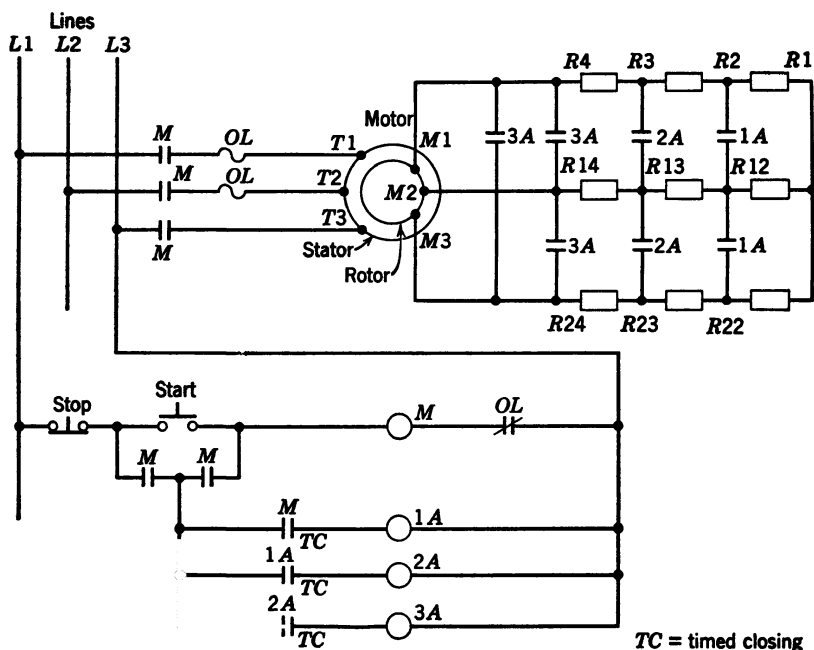 Lines
L1 L2 L3
R4 R3 R2 R1
Motor
M OL T1 M1
3A 3A 2A 1A
M OL T2 M2
R14 R13 R12
T3 M3
M
Stator
Rotor
3A 2A 1A
R24 R23 R22
Stop Start M OL
M M
M
TC
1A
1A
TC
2A
2A
TC
3A
TC = timed closing